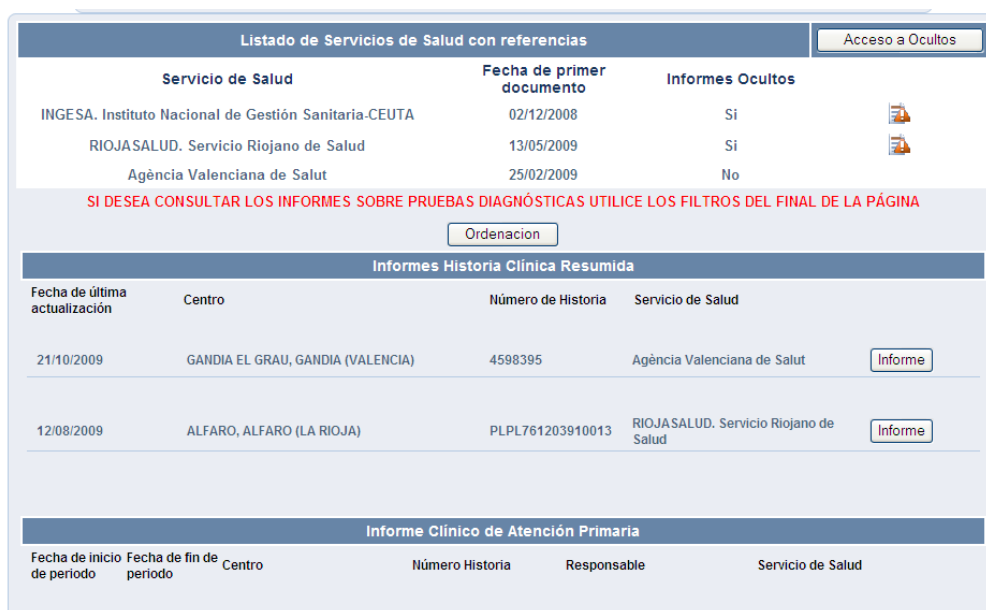 Listado de Servicios de Salud con referencias
Acceso a Ocultos
Servicio de Salud Fecha de primer documento Informes Ocultos
INGESA. Instituto Nacional de Gestión Sanitaria-CEUTA 02/12/2008 Si
RIOJASALUD. Servicio Riojano de Salud 13/05/2009 Si
Agència Valenciana de Salut 25/02/2009 No
SI DESEA CONSULTAR LOS INFORMES SOBRE PRUEBAS DIAGNÓSTICAS UTILICE LOS FILTROS DEL FINAL DE LA PÁGINA
Ordenacion
Informes Historia Clínica Resumida
Fecha de última actualización Centro Número de Historia Servicio de Salud
21/10/2009 GANDIA EL GRAU, GANDIA (VALENCIA) 4598395 Agència Valenciana de Salut Informe
12/08/2009 ALFARO, ALFARO (LA RIOJA) PLPL761203910013 RIOJASALUD. Servicio Riojano de Salud Informe
Informe Clínico de Atención Primaria
Fecha de inicio de periodo Fecha de fin de periodo Centro Número Historia Responsable Servicio de Salud